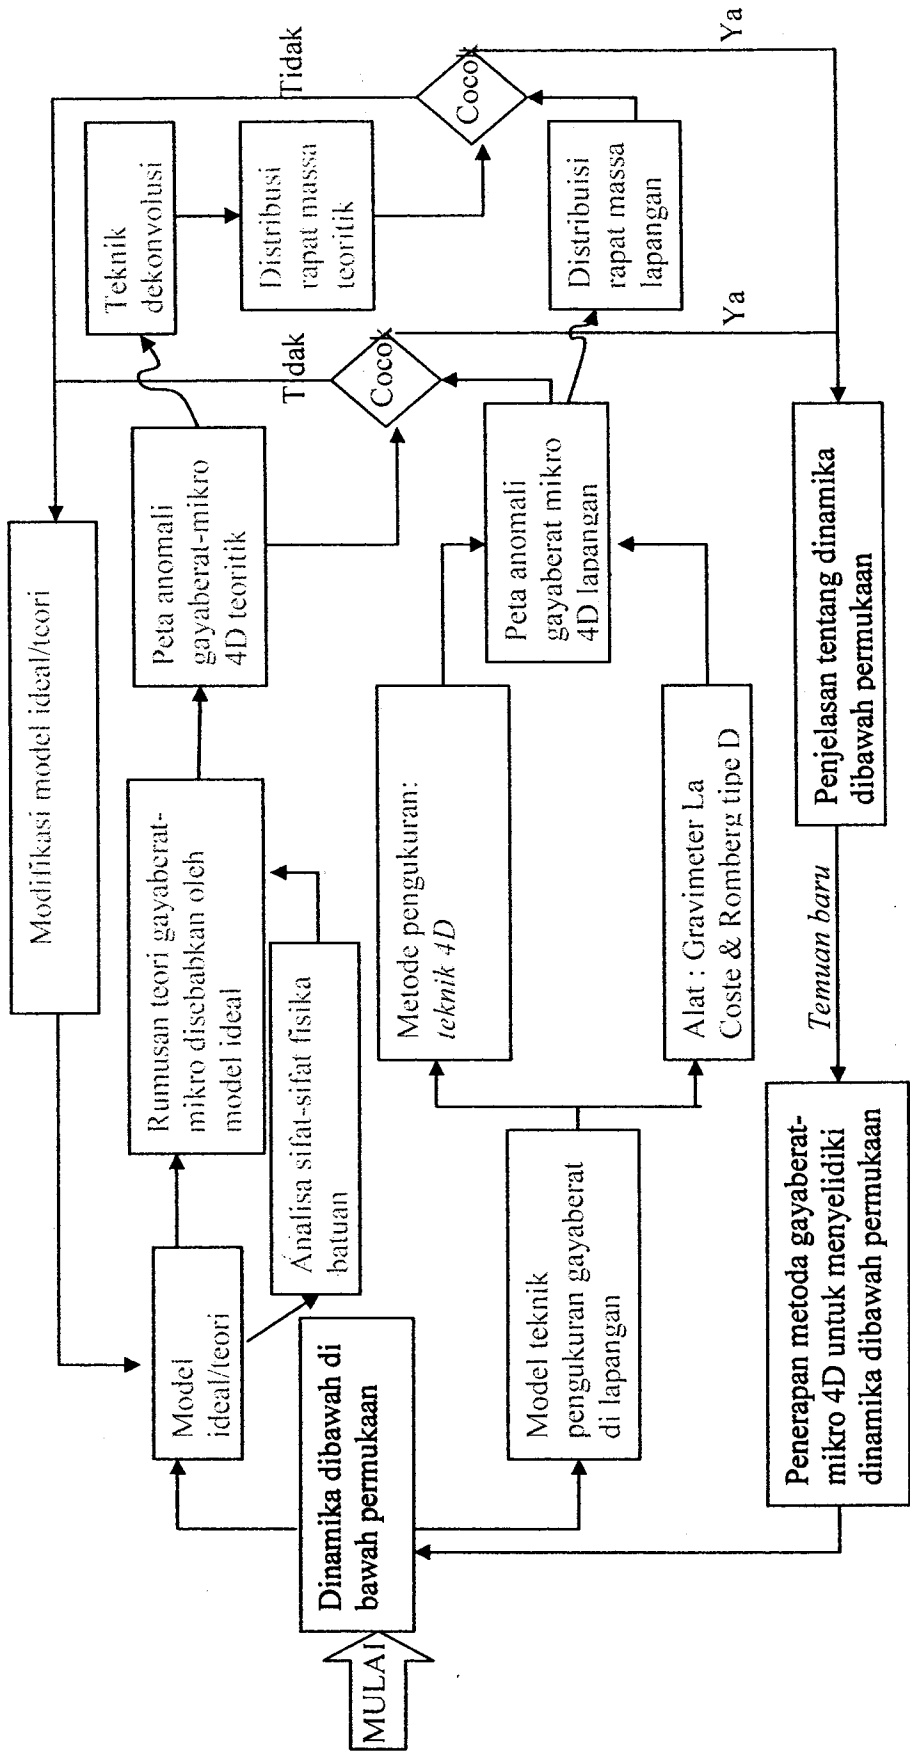 MULAI
Dinamika dibawah di
bawah permukaan
Model
ideal/teori
Analisa sifat-sifat fisika
batuan
Rumusan teori gayaberat-
mikro disebabkan oleh
model ideal
Modifikasi model ideal/teori
Peta anomali
gayaberat-mikro
4D teoritik
Teknik
dekonvolusi
Distribusi
rapat massa
teoritik
Tidak
Cocok
Ya
Tidak
Cocok
Ya
Model teknik
pengukuran gayaberat
di lapangan
Metode pengukuran:
teknik 4D
Alat : Gravimeter La
Coste & Romberg tipe D
Peta anomali
gayaberat mikro
4D lapangan
Distribuisi
rapat massa
lapangan
Penjelasan tentang dinamika
dibawah permukaan
Temuan baru
Penerapan metoda gayaberat-
mikro 4D untuk menyelidiki
dinamika dibawah permukaan